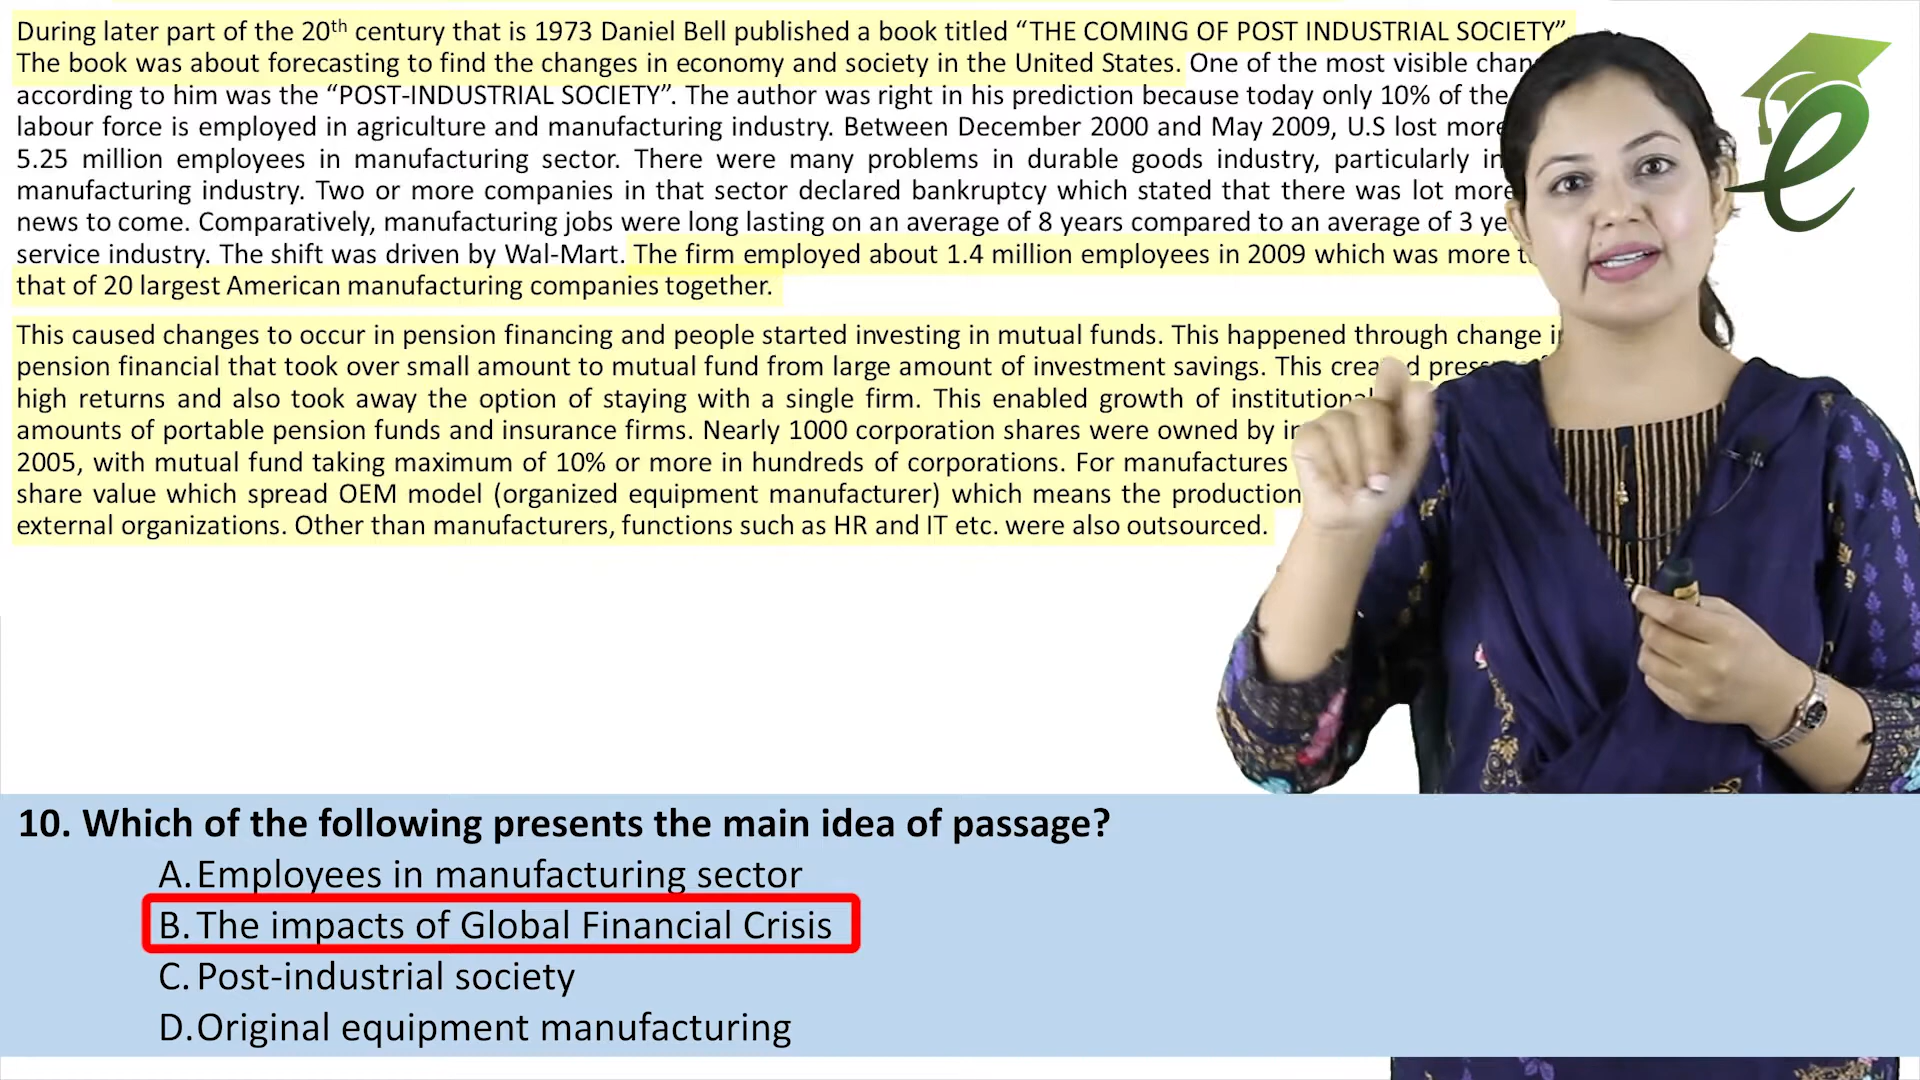 During later part of the 20th century that is 1973 Daniel Bell published a book titled “THE COMING OF POST INDUSTRIAL SOCIETY”
The book was about forecasting to find the changes in economy and society in the United States. One of the most visible
according to him was the “POST-INDUSTRIAL SOCIETY”. The author was right in his prediction because today only 10% of the
labour force is employed in agriculture and manufacturing industry. Between December 2000 and May 2009, U.S lost more
5.25 million employees in manufacturing sector. There were many problems in durable goods industry, particularly in
manufacturing industry. Two or more companies in that sector declared bankruptcy which stated that there was lot more
news to come. Comparatively, manufacturing jobs were long lasting on an average of 8 years compared to an average of 3
service industry. The shift was driven by Wal-Mart. The firm employed about 1.4 million employees in 2009 which was more
that of 20 largest American manufacturing companies together.
This caused changes to occur in pension financing and people started investing in mutual funds. This happened through change
pension financial that took over small amount to mutual fund from large amount of investment savings. This
high returns and also took away the option of staying with a single firm. This enabled growth of institutional
amounts of portable pension funds and insurance firms. Nearly 1000 corporation shares were owned by
2005, with mutual fund taking maximum of 10% or more in hundreds of corporations. For manufactures
share value which spread OEM model (organized equipment manufacturer) which means the production
external organizations. Other than manufacturers, functions such as HR and IT etc. were also outsourced.
10. Which of the following presents the main idea of passage?
A. Employees in manufacturing sector
B. The impacts of Global Financial Crisis
C. Post-industrial society
D. Original equipment manufacturing